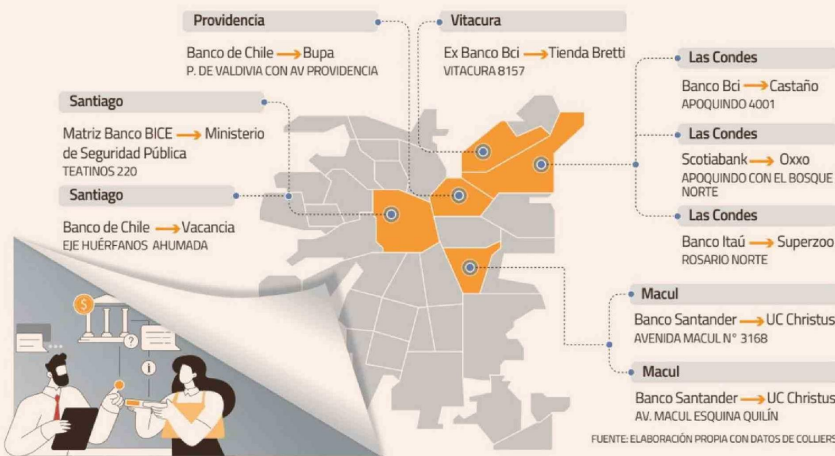 Providencia
Banco de Chile → Bupa
P. DE VALDIVIA CON AV PROVIDENCIA
Vitacura
Ex Banco Bci → Tienda Bretti
VITACURA 8157
Santiago
Matriz Banco BICE → Ministerio
de Seguridad Pública
TEATINOS 220
Santiago
Banco de Chile → Vacancia
EJE HUÉRFANOS AHUMADA
Las Condes
Banco Bci → Castaño
APOQUINDO 4001
Las Condes
Scotiabank → Oxxo
APOQUINDO CON EL BOSQUE
NORTE
Las Condes
Banco Itaú → Superzoo
ROSARIO NORTE
Macul
Banco Santander → UC Christus
AVENIDA MACUL N° 3168
Macul
Banco Santander → UC Christus
AV. MACUL ESQUINA QUILÍN
$
?
i
FUENTE: ELABORACIÓN PROPIA CON DATOS DE COLLIERS